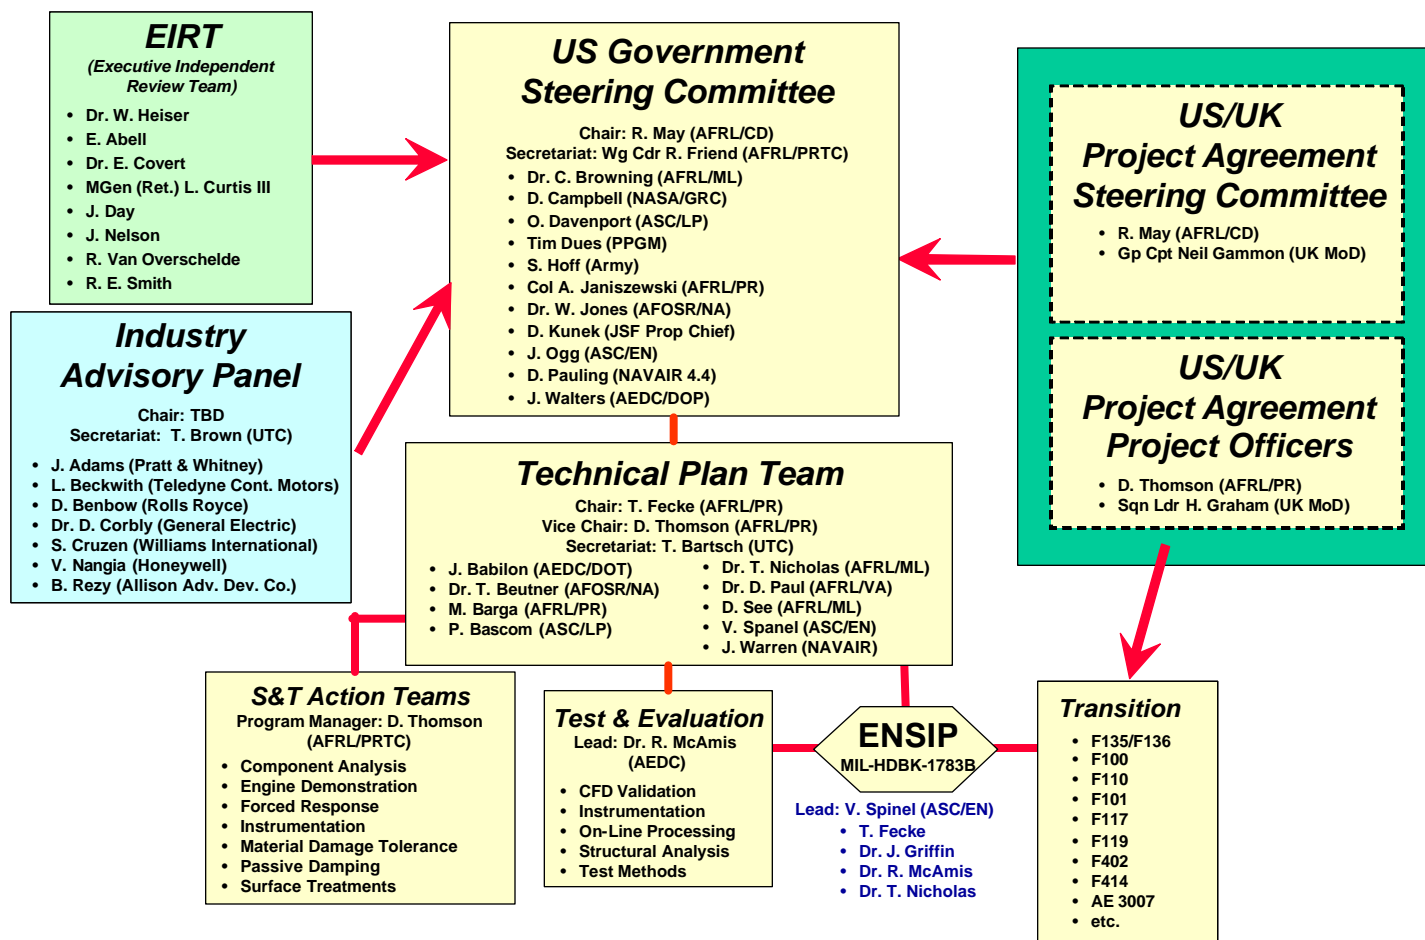 EIRT
(Executive Independent
Review Team)
• Dr. W. Heiser
• E. Abell
• Dr. E. Covert
• MGen (Ret.) L. Curtis III
• J. Day
• J. Nelson
• R. Van Overschelde
• R. E. Smith
Industry
Advisory Panel
Chair: TBD
Secretariat: T. Brown (UTC)
• J. Adams (Pratt & Whitney)
• L. Beckwith (Teledyne Cont. Motors)
• D. Benbow (Rolls Royce)
• Dr. D. Corbly (General Electric)
• S. Cruzen (Williams International)
• V. Nangia (Honeywell)
• B. Rezy (Allison Adv. Dev. Co.)
US Government
Steering Committee
Chair: R. May (AFRL/CD)
Secretariat: Wg Cdr R. Friend (AFRL/PRTC)
• Dr. C. Browning (AFRL/ML)
• D. Campbell (NASA/GRC)
• O. Davenport (ASC/LP)
• Tim Dues (PPGM)
• S. Hoff (Army)
• Col A. Janiszewski (AFRL/PR)
• Dr. W. Jones (AFOSR/NA)
• D. Kunek (JSF Prop Chief)
• J. Ogg (ASC/EN)
• D. Pauling (NAVAIR 4.4)
• J. Walters (AEDC/DOP)
US/UK
Project Agreement
Steering Committee
• R. May (AFRL/CD)
• Gp Cpt Neil Gammon (UK MoD)
US/UK
Project Agreement
Project Officers
• D. Thomson (AFRL/PR)
• Sqn Ldr H. Graham (UK MoD)
Technical Plan Team
Chair: T. Fecke (AFRL/PR)
Vice Chair: D. Thomson (AFRL/PR)
Secretariat: T. Bartsch (UTC)
• J. Babilon (AEDC/DOT)
• Dr. T. Beutner (AFOSR/NA)
• M. Barga (AFRL/PR)
• P. Bascom (ASC/LP)
• Dr. T. Nicholas (AFRL/ML)
• Dr. D. Paul (AFRL/VA)
• D. See (AFRL/ML)
• V. Spanel (ASC/EN)
• J. Warren (NAVAIR)
S&T Action Teams
Program Manager: D. Thomson
(AFRL/PRTC)
• Component Analysis
• Engine Demonstration
• Forced Response
• Instrumentation
• Material Damage Tolerance
• Passive Damping
• Surface Treatments
Test & Evaluation
Lead: Dr. R. McAmis
(AEDC)
• CFD Validation
• Instrumentation
• On-Line Processing
• Structural Analysis
• Test Methods
ENSIP
MIL-HDBK-1783B
Lead: V. Spinel (ASC/EN)
• T. Fecke
• Dr. J. Griffin
• Dr. R. McAmis
• Dr. T. Nicholas
Transition
• F135/F136
• F100
• F110
• F101
• F117
• F119
• F402
• F414
• AE 3007
• etc.